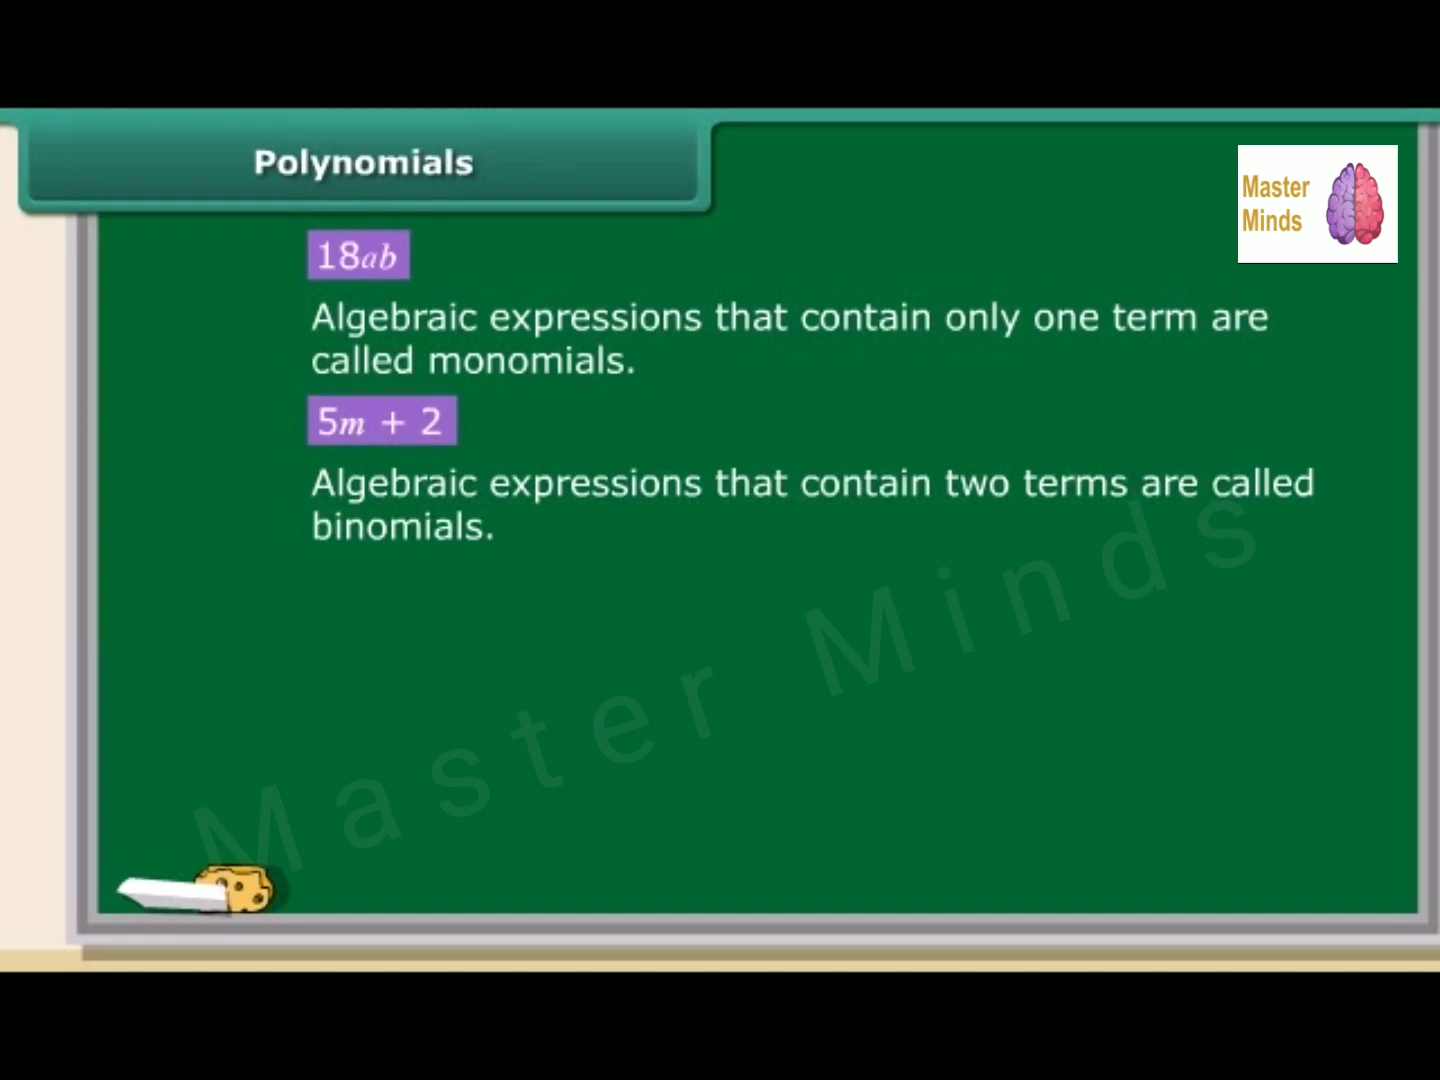 Polynomials
Master
Minds
18ab
Algebraic expressions that contain only one term are
called monomials.
5m + 2
Algebraic expressions that contain two terms are called
binomials.
Master Minds